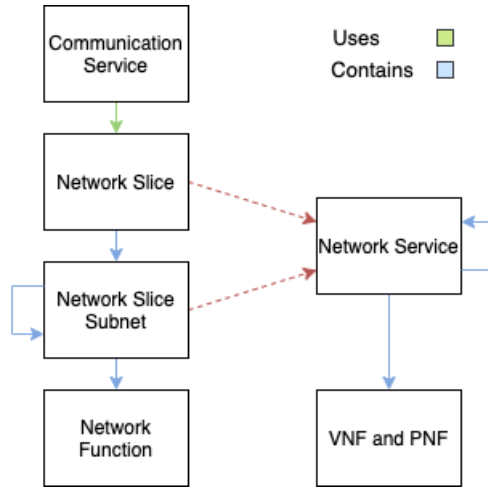 Communication
Service
Uses
Contains
Network Slice
Network Service
Network Slice
Subnet
Network
Function
VNF and PNF